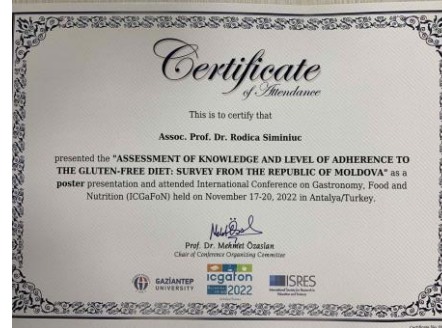 Certificate
of Attendance
This is to certify that
Assoc. Prof. Dr. Rodica Siminiuc
presented the "ASSESSMENT OF KNOWLEDGE AND LEVEL OF ADHERENCE TO
THE GLUTEN-FREE DIET: SURVEY FROM THE REPUBLIC OF MOLDOVA" as a
poster presentation and attended International Conference on Gastronomy, Food and
Nutrition (ICGaFoN) held on November 17-20, 2022 in Antalya/Turkey.
Prof. Dr. Mehmet Özaslan
Chair of Conference Organizing Committee
GAZİANTEP
UNIVERSITY
icgafon
2022
ISRES